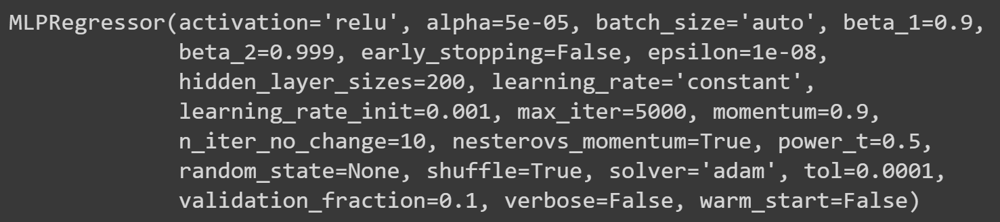 MLPRegressor(activation='relu', alpha=5e-05, batch_size='auto', beta_1=0.9,
             beta_2=0.999, early_stopping=False, epsilon=1e-08,
             hidden_layer_sizes=200, learning_rate='constant',
             learning_rate_init=0.001, max_iter=5000, momentum=0.9,
             n_iter_no_change=10, nesterovs_momentum=True, power_t=0.5,
             random_state=None, shuffle=True, solver='adam', tol=0.0001,
             validation_fraction=0.1, verbose=False, warm_start=False)